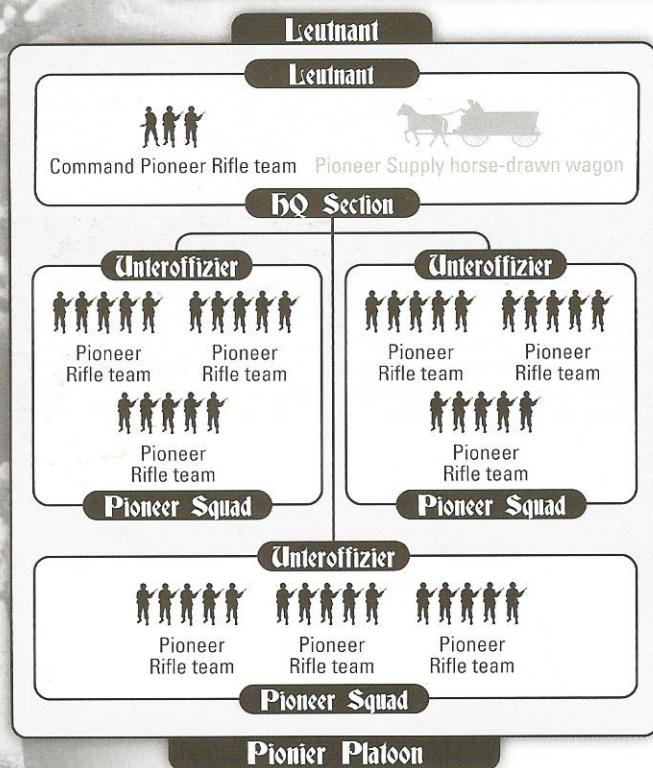 Leutnant
Leutnant
Command Pioneer Rifle team
Pioneer Supply horse-drawn wagon
HQ Section
Unteroffizier
Pioneer
Rifle team
Pioneer
Rifle team
Pioneer
Rifle team
Pioneer Squad
Unteroffizier
Pioneer
Rifle team
Pioneer
Rifle team
Pioneer
Rifle team
Pioneer Squad
Unteroffizier
Pioneer
Rifle team
Pioneer
Rifle team
Pioneer
Rifle team
Pioneer Squad
Pionier Platoon